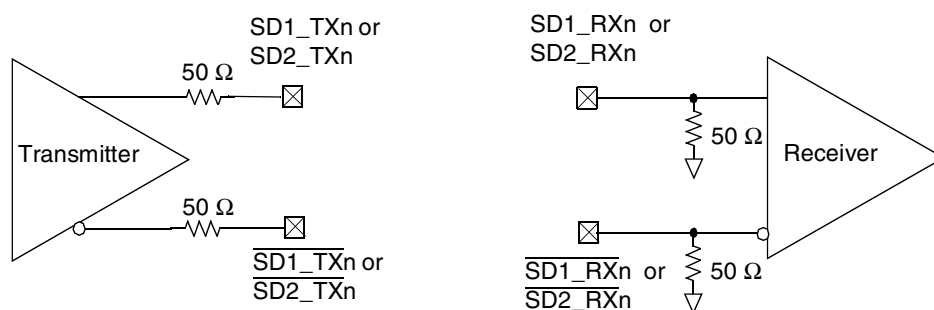 SD1_TXn or
SD2_TXn
50 Ω
Transmitter
50 Ω
SD1_TXn or
SD2_TXn
SD1_RXn or
SD2_RXn
50 Ω
Receiver
50 Ω
SD1_RXn or
SD2_RXn